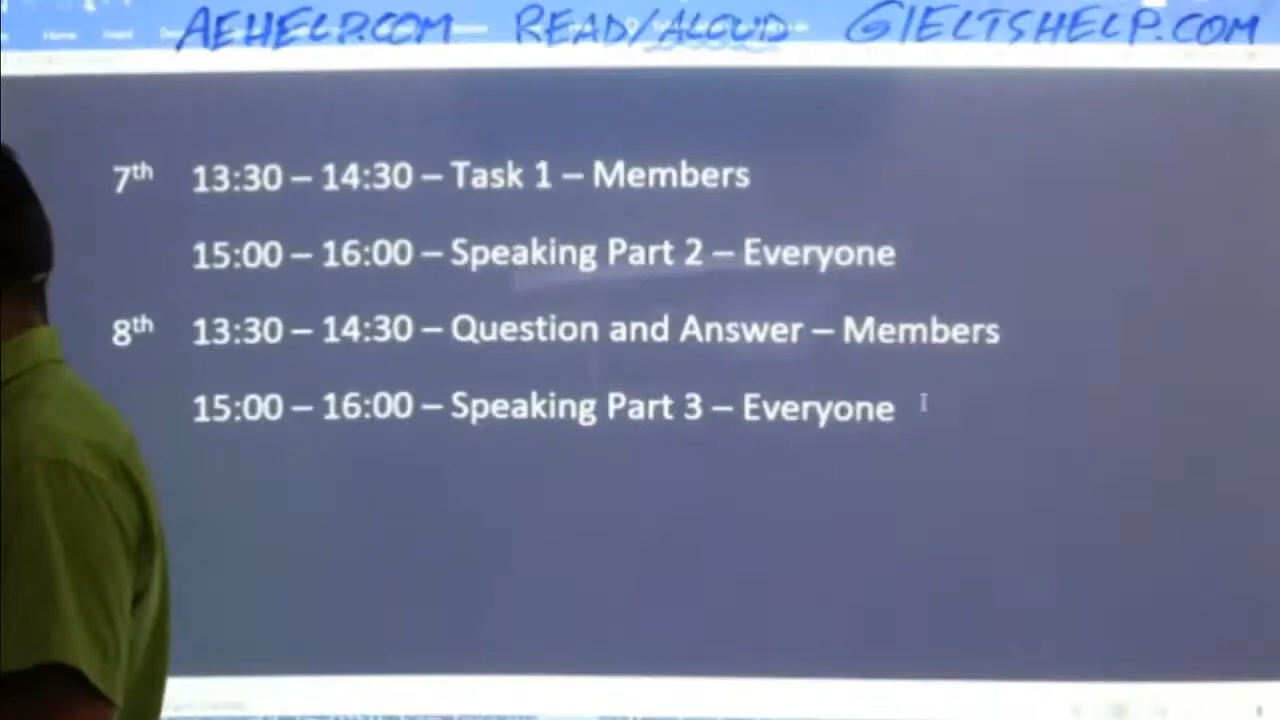 AEHELP.COM READ/ALOUD GIELTSHELP.COM
Home Insert
7th 13:30 – 14:30 – Task 1 – Members
15:00 – 16:00 – Speaking Part 2 – Everyone
8th 13:30 – 14:30 – Question and Answer – Members
15:00 – 16:00 – Speaking Part 3 – Everyone